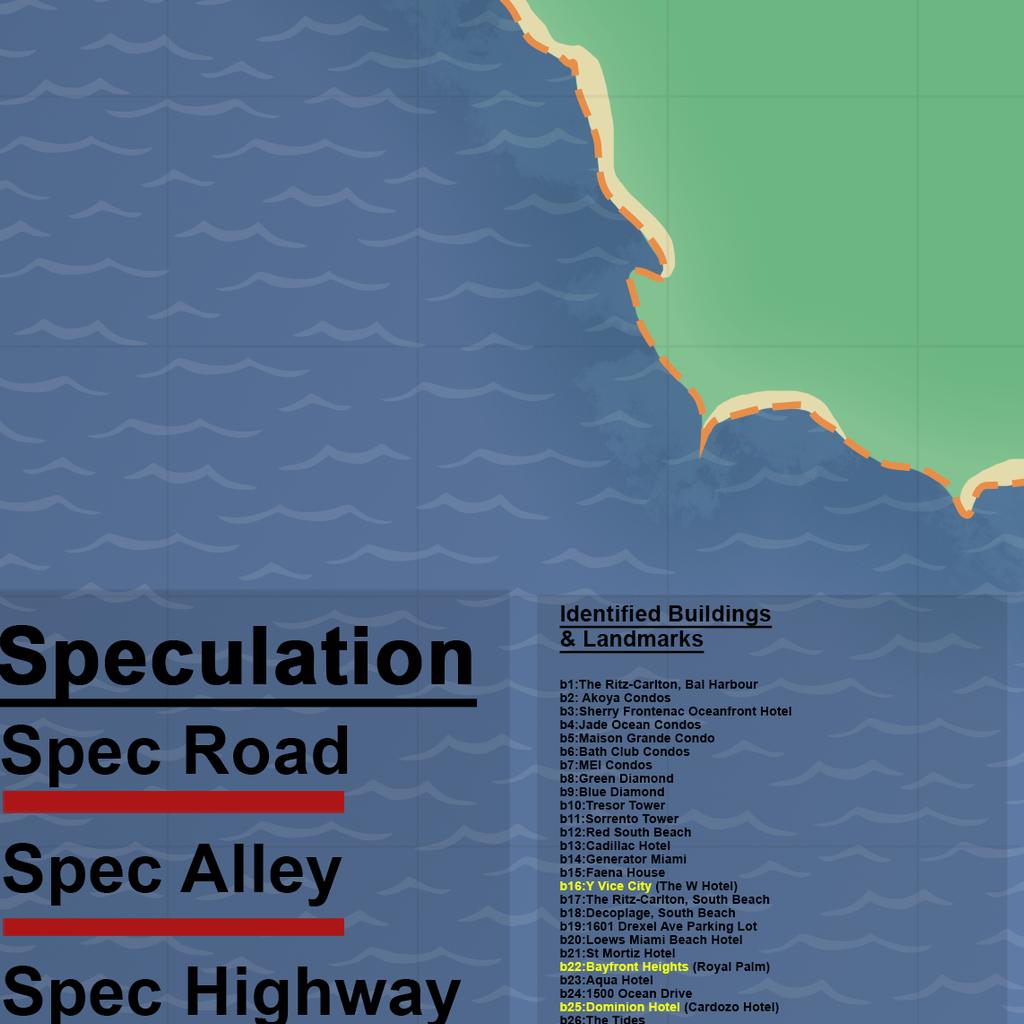 Speculation
Spec Road
Spec Alley
Spec Highway
Identified Buildings
& Landmarks
b1:The Ritz-Carlton, Bal Harbour
b2: Akoya Condos
b3:Sherry Frontenac Oceanfront Hotel
b4:Jade Ocean Condos
b5:Maison Grande Condo
b6:Bath Club Condos
b7:MEI Condos
b8:Green Diamond
b9:Blue Diamond
b10:Tresor Tower
b11:Sorrento Tower
b12:Red South Beach
b13:Cadillac Hotel
b14:Generator Miami
b15:Faena House
b16:Y Vice City (The W Hotel)
b17:The Ritz-Carlton, South Beach
b18:Decoplage, South Beach
b19:1601 Drexel Ave Parking Lot
b20:Loews Miami Beach Hotel
b21:St Mortiz Hotel
b22:Bayfront Heights (Royal Palm)
b23:Aqua Hotel
b24:1500 Ocean Drive
b25:Dominion Hotel (Cardozo Hotel)
b26:The Tides